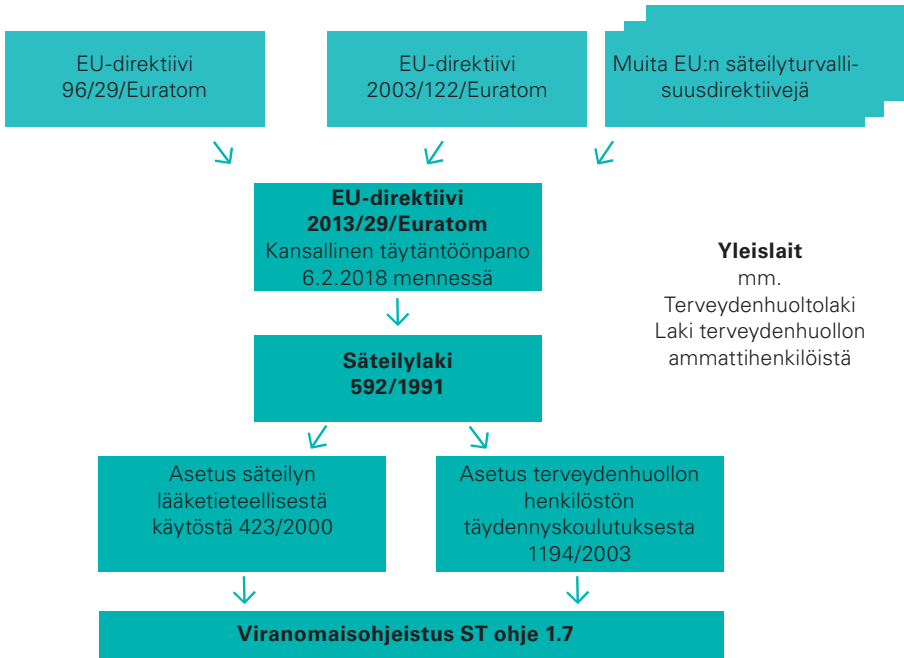 EU-direktiivi
96/29/Euratom
EU-direktiivi
2003/122/Euratom
Muita EU:n säteilyturvalli-
suusdirektiivejä
EU-direktiivi
2013/29/Euratom
Kansallinen täytäntöönpano
6.2.2018 mennessä
Yleislait
mm.
Terveydenhuoltolaki
Laki terveydenhuollon
ammattihenkilöistä
Säteilylaki
592/1991
Asetus säteilyn
lääketieteellisestä
käytöstä 423/2000
Asetus terveydenhuollon
henkilöstön
täydennyskoulutuksesta
1194/2003
Viranomaisohjeistus ST ohje 1.7